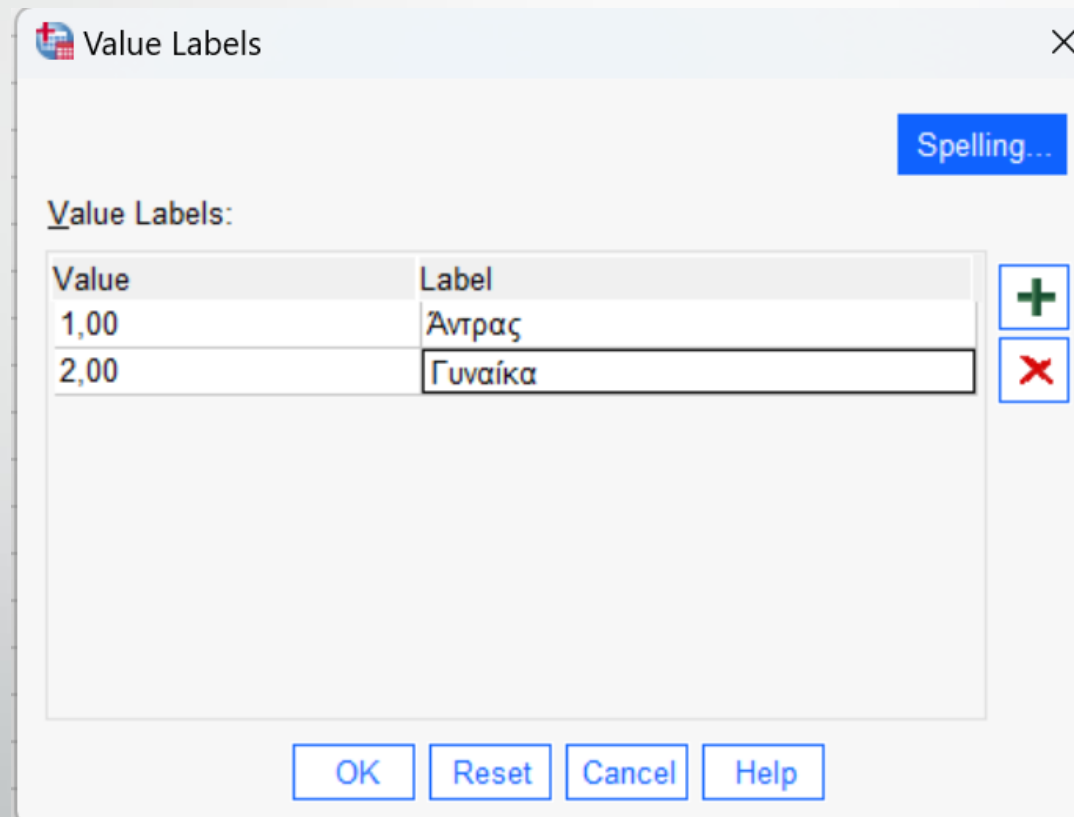 Value Labels
Spelling...
Value Labels:
Value Label
1,00 Άντρας
2,00 Γυναίκα
OK Reset Cancel Help